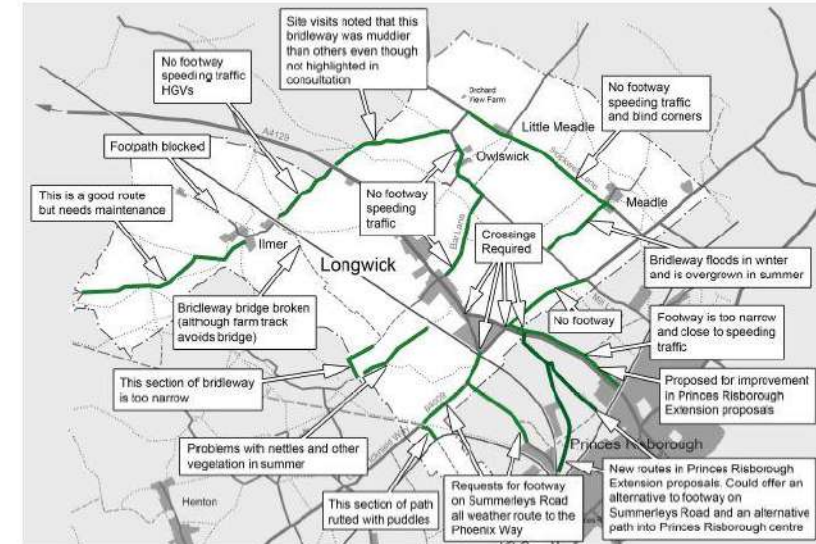 Site visits noted that this
bridleway was muddier
than others even though
not highlighted in
consultation
No footway
speeding traffic
HGVs
Orchard
View Farm
No footway
speeding traffic
and blind corners
Little Meadle
A4129
Footpath blocked
Owlswick
This is a good route
but needs maintenance
No footway
speeding
traffic
Meadle
Crossings
Required
Bar Lane
Ilmer
Longwick
Bridleway floods in winter
and is overgrown in summer
Bridleway bridge broken
(although farm track
avoids bridge)
Mill
No footway
Footway is too narrow
and close to speeding
traffic
This section of bridleway
is too narrow
Proposed for improvement
in Princes Risborough
Extension proposals
B4009
Problems with nettles and other
vegetation in summer
Princes Risborough
Henton
This section of path
rutted with puddles
Requests for footway
on Summerleys Road
all weather route to the
Phoenix Way
New routes in Princes Risborough
Extension proposals. Could offer an
alternative to footway on
Summerleys Road and an alternative
path into Princes Risborough centre